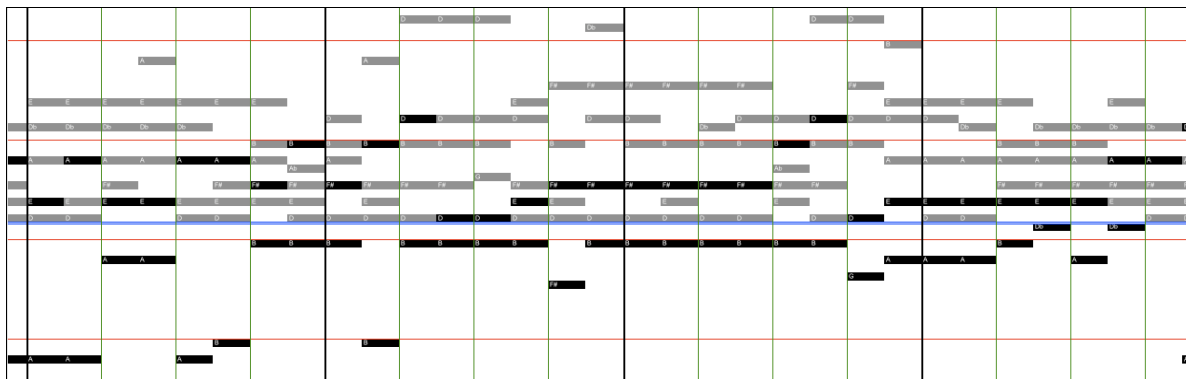 D D D D D
Db
B
A A
F# F# F# F# F# F# F#
E E E E E E E E E E E E E
D D D D D D D D D D D D D
Db Db Db Db Db Db Db Db Db Db Db
B B B B B B B B B B B B B B B B B B
A A A A A A A A A A A A A A A A
Ab Ab
G
F# F# F# F# F# F# F# F# F# F# F# F# F# F# F# F# F# F# F# F# F# F#
E E E E E E E E E E E E E E E E E E E E E
D D D D D D D D D D D D D D D D D D D D D D D
Db Db
B B B B B B B B B B B B B B B
A A A A A A
G
F#
B B
A A A